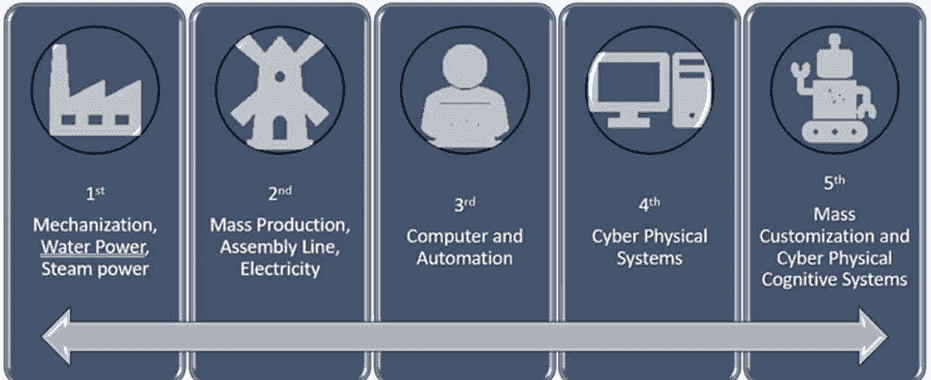 1st
Mechanization,
Water Power,
Steam power
2nd
Mass Production,
Assembly Line,
Electricity
3rd
Computer and
Automation
4th
Cyber Physical
Systems
5th
Mass
Customization and
Cyber Physical
Cognitive Systems